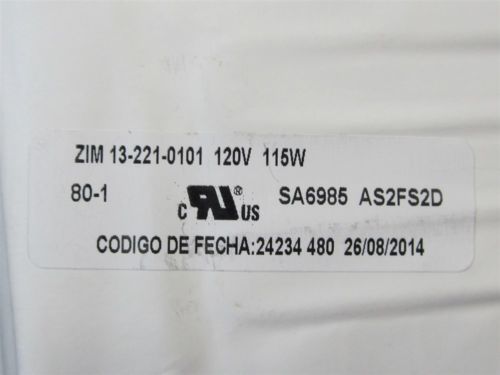 ZIM 13-221-0101 120V 115W
80-1 C UL® US SA6985 AS2FS2D
CODIGO DE FECHA:24234 480 26/08/2014